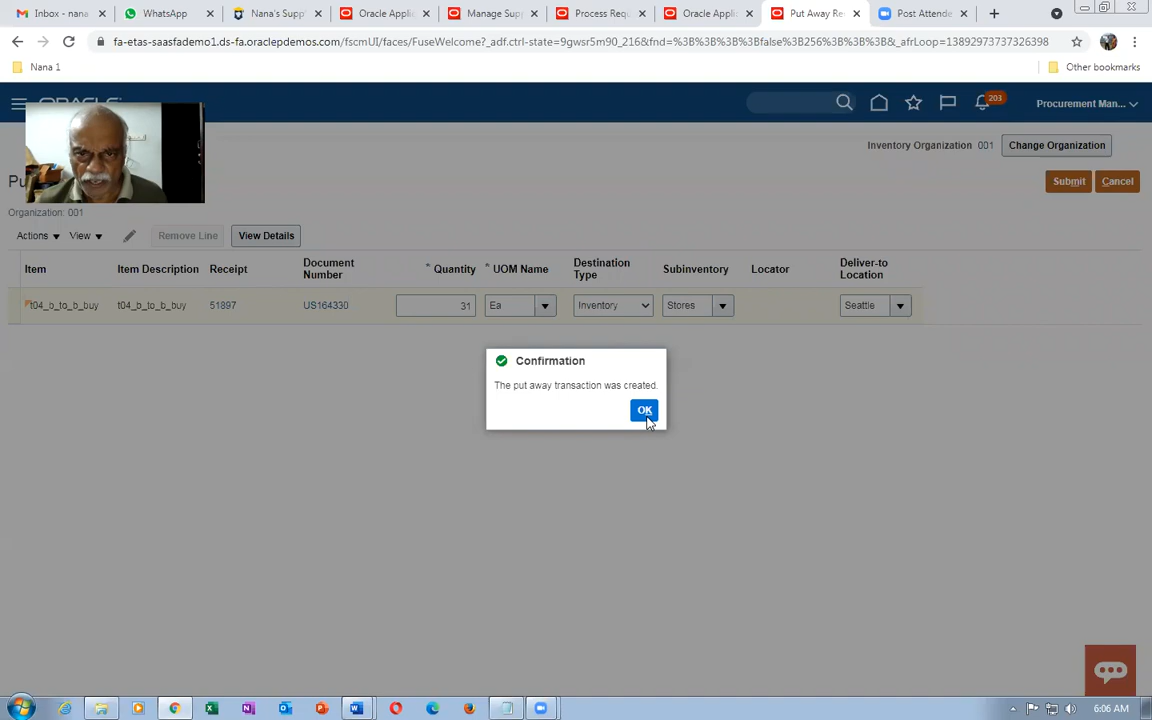 Inbox - nana
WhatsApp
Nana's Supp
Oracle Applic
Manage Supp
Process Requ
Oracle Applic
Put Away Rec
Post Attende
fa-etas-saasfademo1.ds-fa.oraclepdemos.com/fscmUI/faces/FuseWelcome?_adf.ctrl-state=9gwsr5m90_216&fnd=%3B%3B%3B%3Bfalse%3B256%3B%3B%3B&_afrLoop=13892973737326398
Nana 1
Other bookmarks
ORACLE
203
Procurement Man...
Inventory Organization 001
Change Organization
Pu
Submit
Cancel
Organization: 001
Actions
View
Remove Line
View Details
Item
Item Description
Receipt
Document Number
* Quantity
* UOM Name
Destination Type
Subinventory
Locator
Deliver-to Location
t04_b_to_b_buy
t04_b_to_b_buy
51897
US164330
31
Ea
Inventory
Stores
Seattle
Confirmation
The put away transaction was created.
OK
6:06 AM